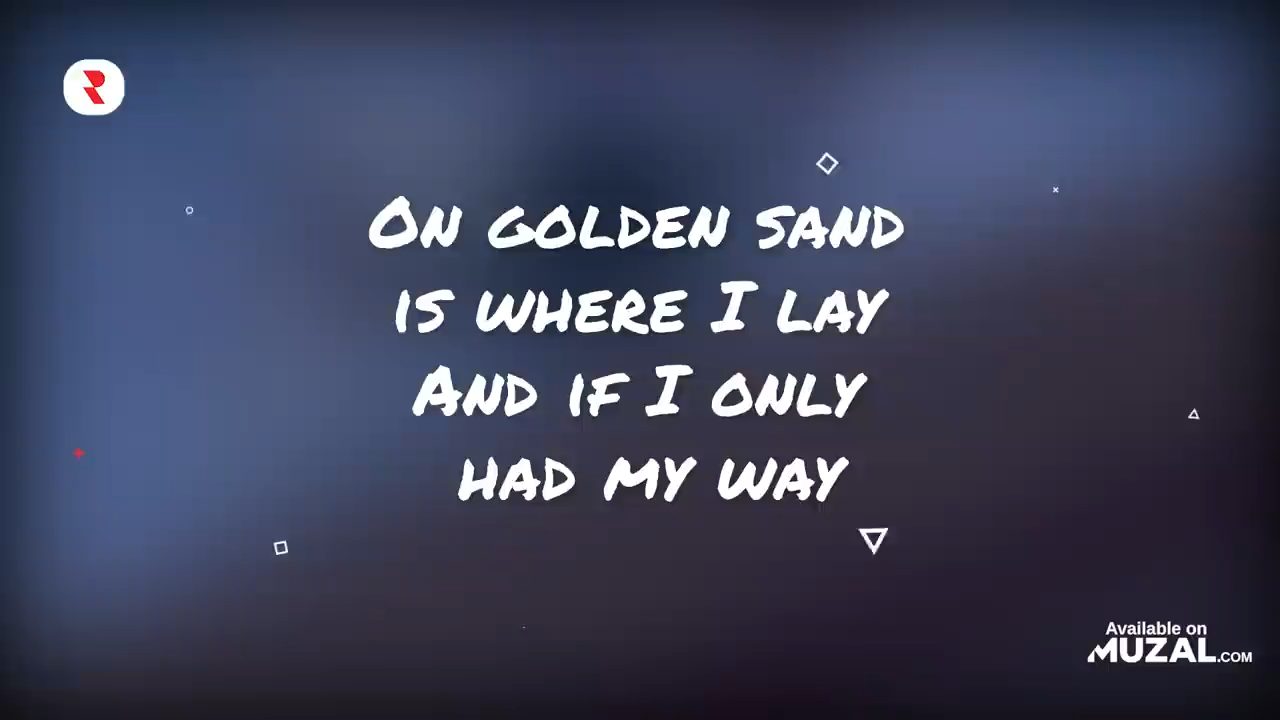 On golden sand
is where I lay
And if I only
had my way
Available on
MUZAL.COM